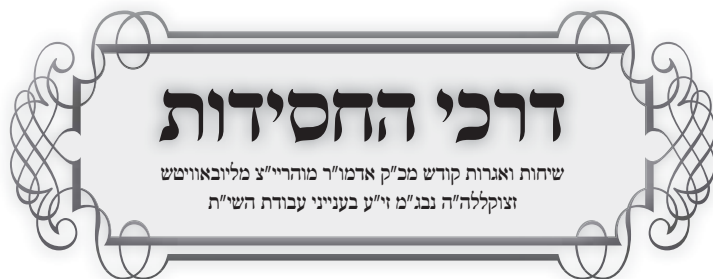 דרכי החסידות
שיחות ואגרות קודש מכ"ק אדמו"ר מוהריי"צ מליובאוויטש
זצוקללה"ה נבג"מ זי"ע בענייני עבודת השי"ת